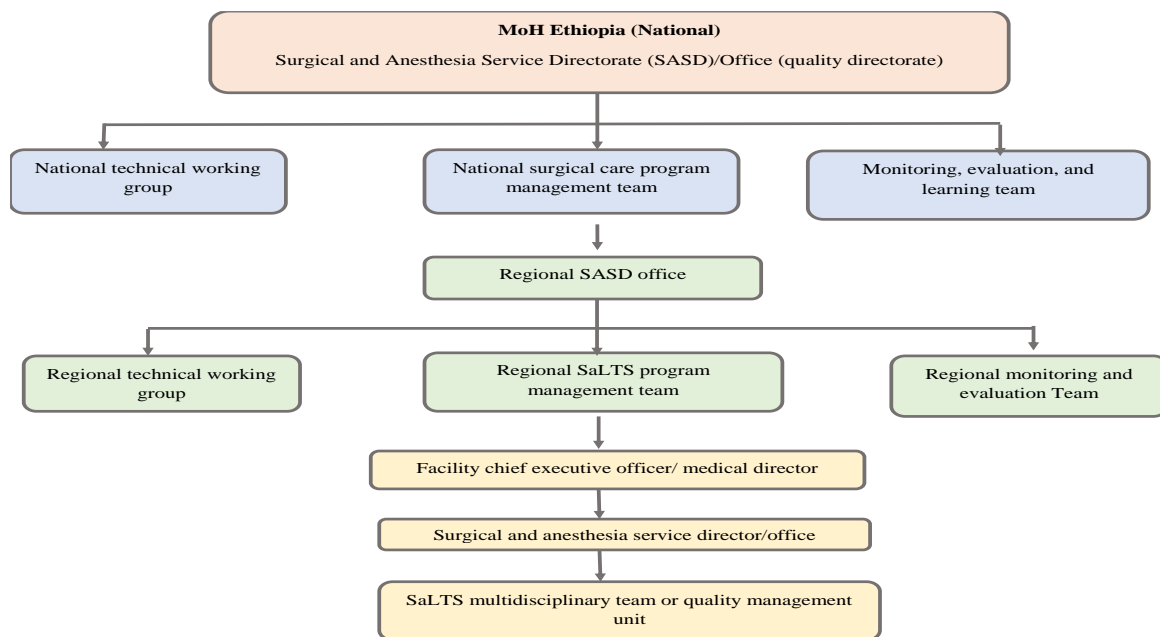 MoH Ethiopia (National)
Surgical and Anesthesia Service Directorate (SASD)/Office (quality directorate)
National technical working
group
National surgical care program
management team
Monitoring, evaluation, and
learning team
Regional SASD office
Regional technical working
group
Regional SaLTS program
management team
Regional monitoring and
evaluation Team
Facility chief executive officer/ medical director
Surgical and anesthesia service director/office
SaLTS multidisciplinary team or quality management
unit